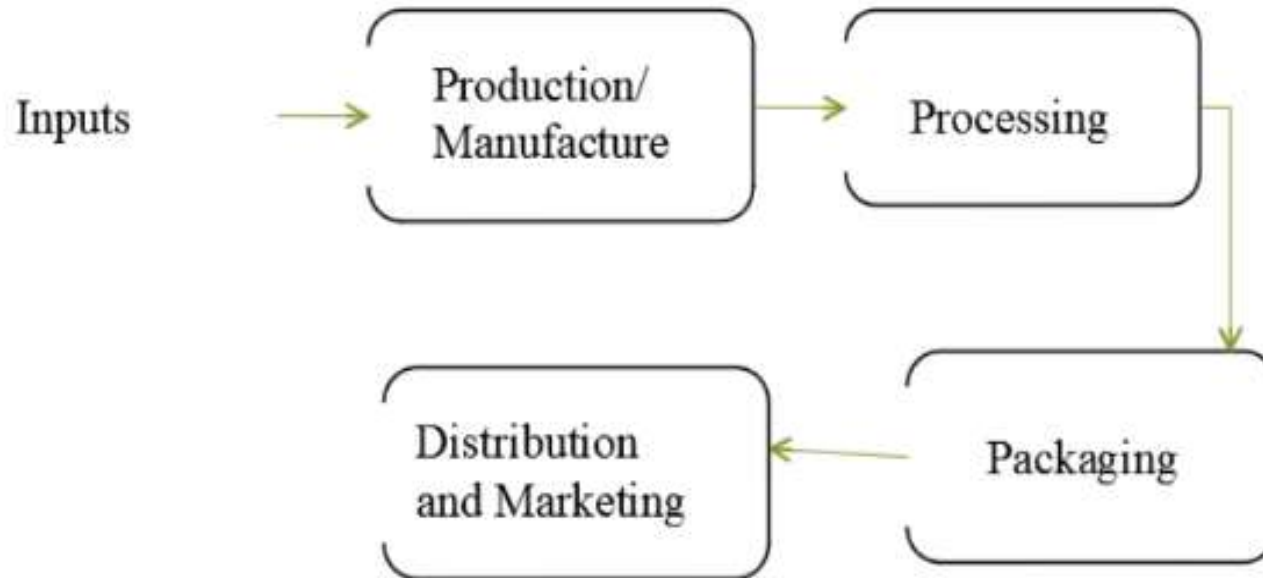 Inputs
Production/
Manufacture
Processing
Packaging
Distribution
and Marketing